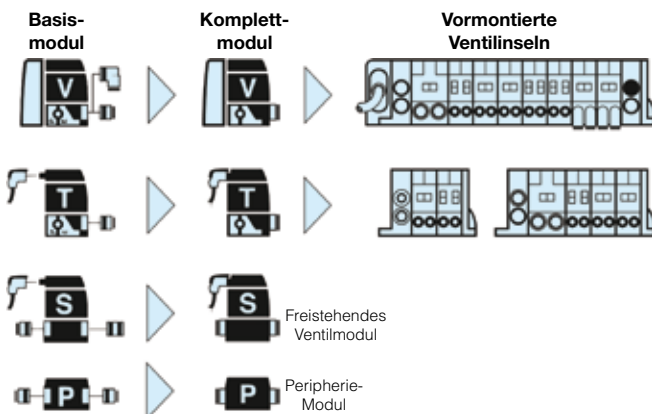 Basis-
modul
Komplett-
modul
Vormontierte
Ventilinseln
V
V
T
T
S
S
Freistehendes
Ventilmodul
P
P
Peripherie-
Modul